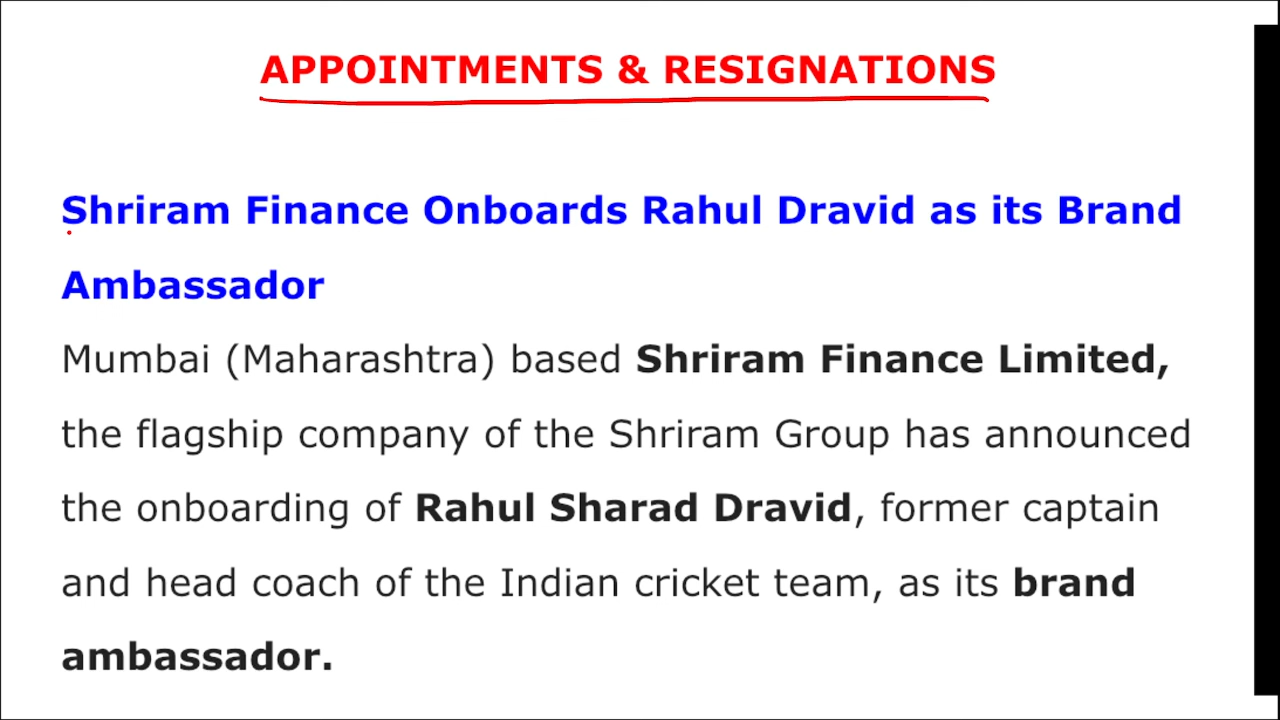 APPOINTMENTS & RESIGNATIONS
Shriram Finance Onboards Rahul Dravid as its Brand
Ambassador
Mumbai (Maharashtra) based Shriram Finance Limited,
the flagship company of the Shriram Group has announced
the onboarding of Rahul Sharad Dravid, former captain
and head coach of the Indian cricket team, as its brand
ambassador.